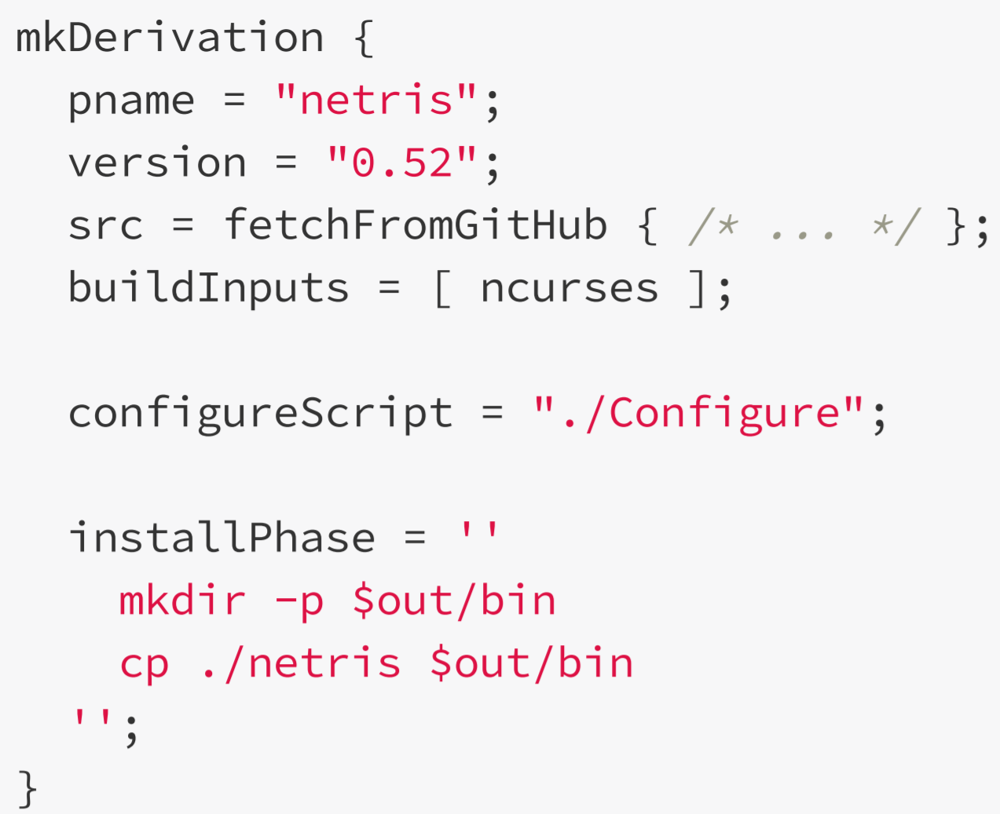 mkDerivation {
  pname = "netris";
  version = "0.52";
  src = fetchFromGitHub { /* ... */ };
  buildInputs = [ ncurses ];

  configureScript = "./Configure";

  installPhase = ''
    mkdir -p $out/bin
    cp ./netris $out/bin
  '';
}